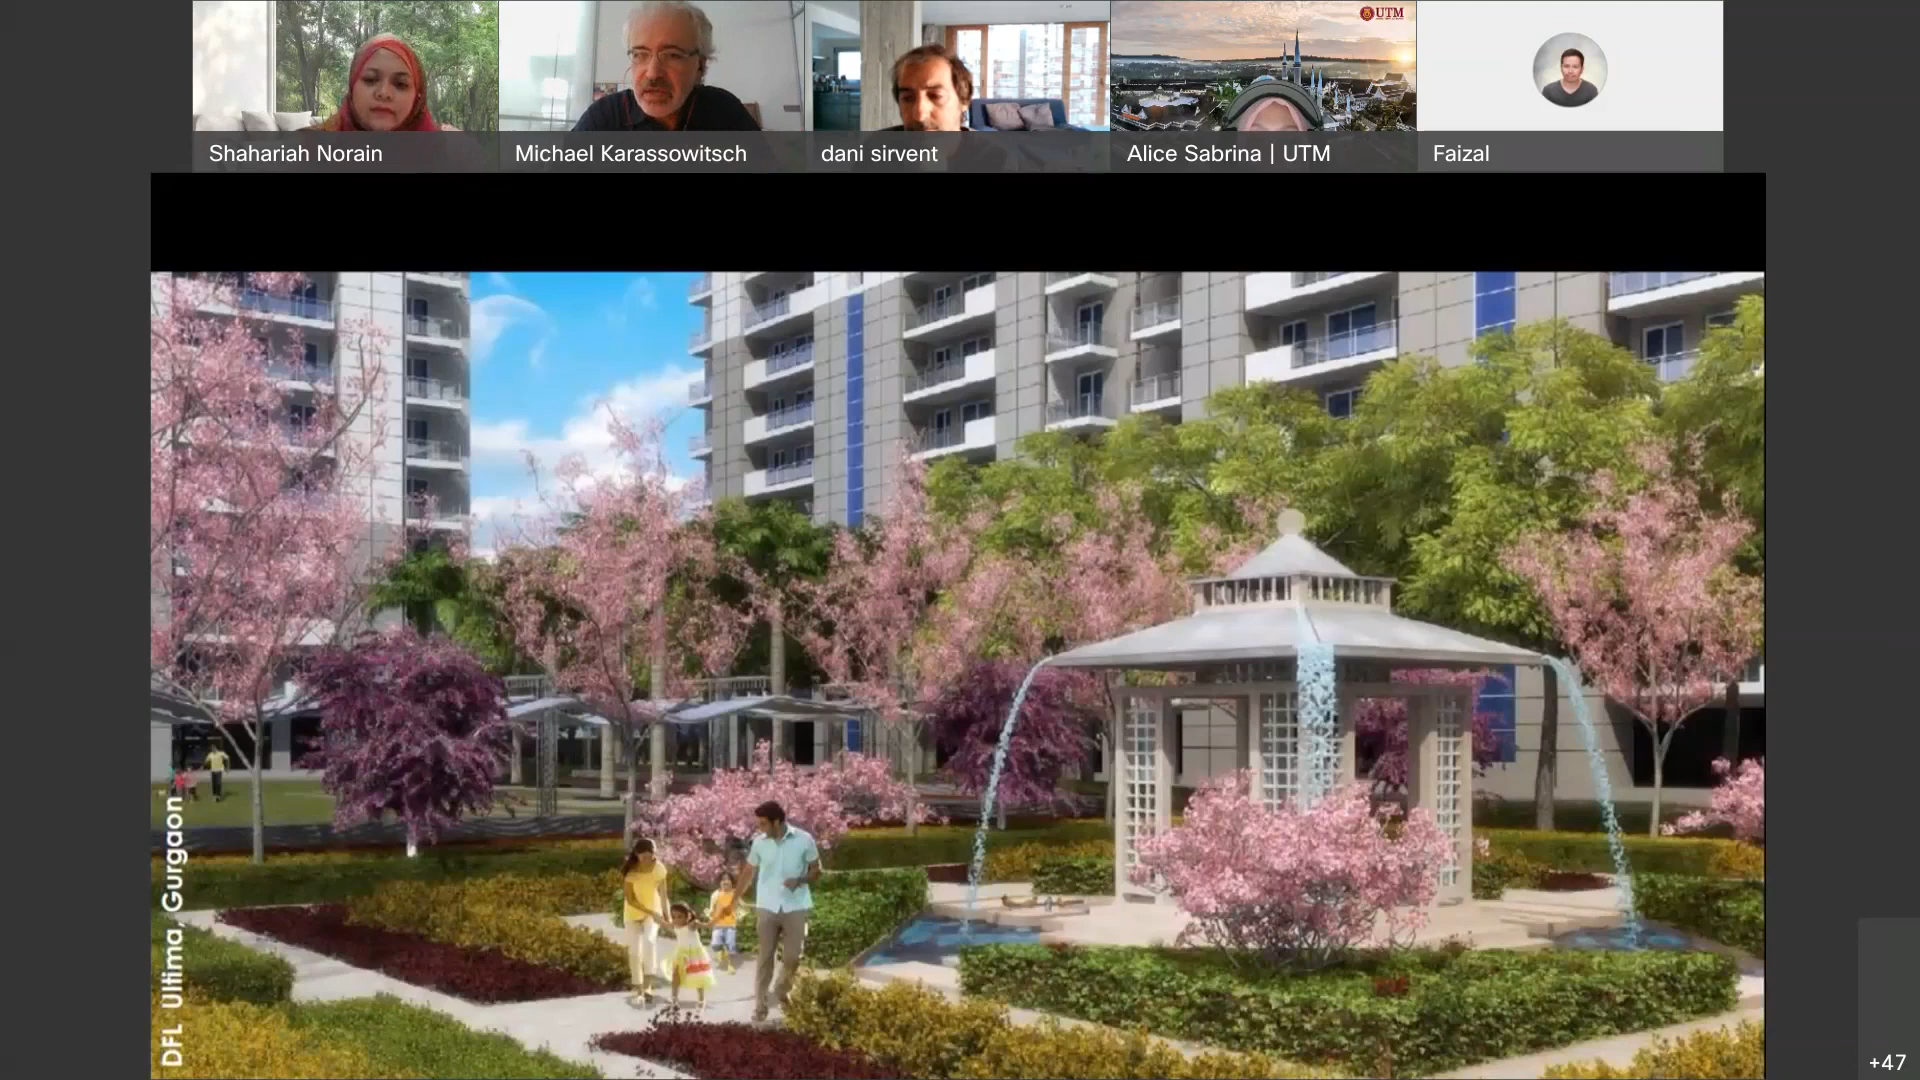 UTM
Shahariah Norain
Michael Karassowitsch
dani sirvent
Alice Sabrina | UTM
Faizal
DFL Ultima, Gurgaon
+47